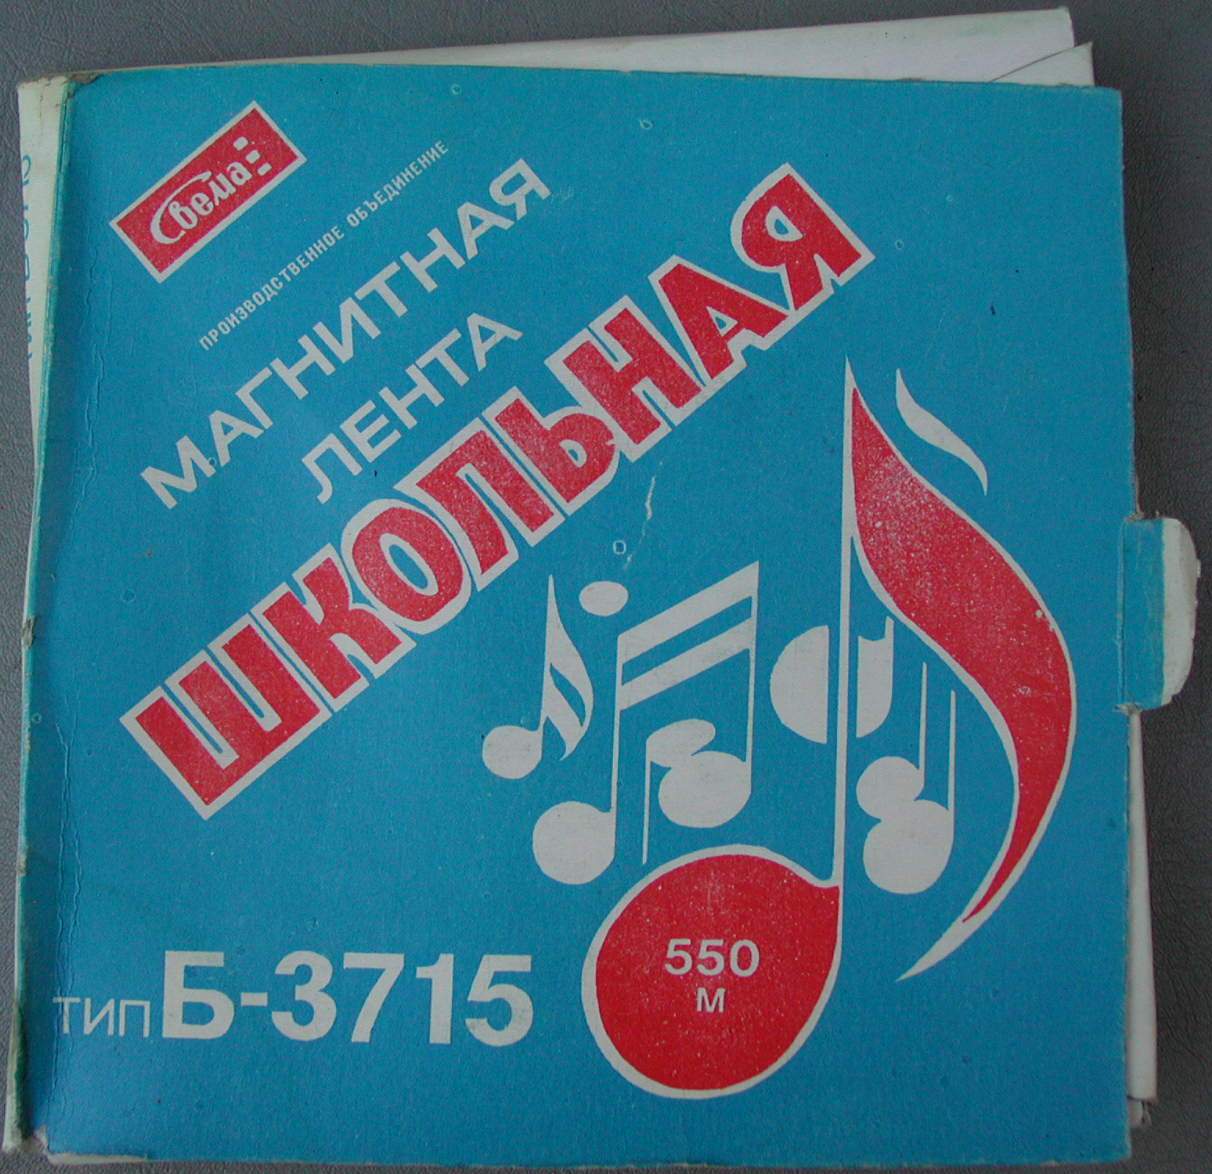 Свема
ПРОИЗВОДСТВЕННОЕ ОБЪЕДИНЕНИЕ
МАГНИТНАЯ
ЛЕНТА
ШКОЛЬНАЯ
550
М
ТИП Б-3715